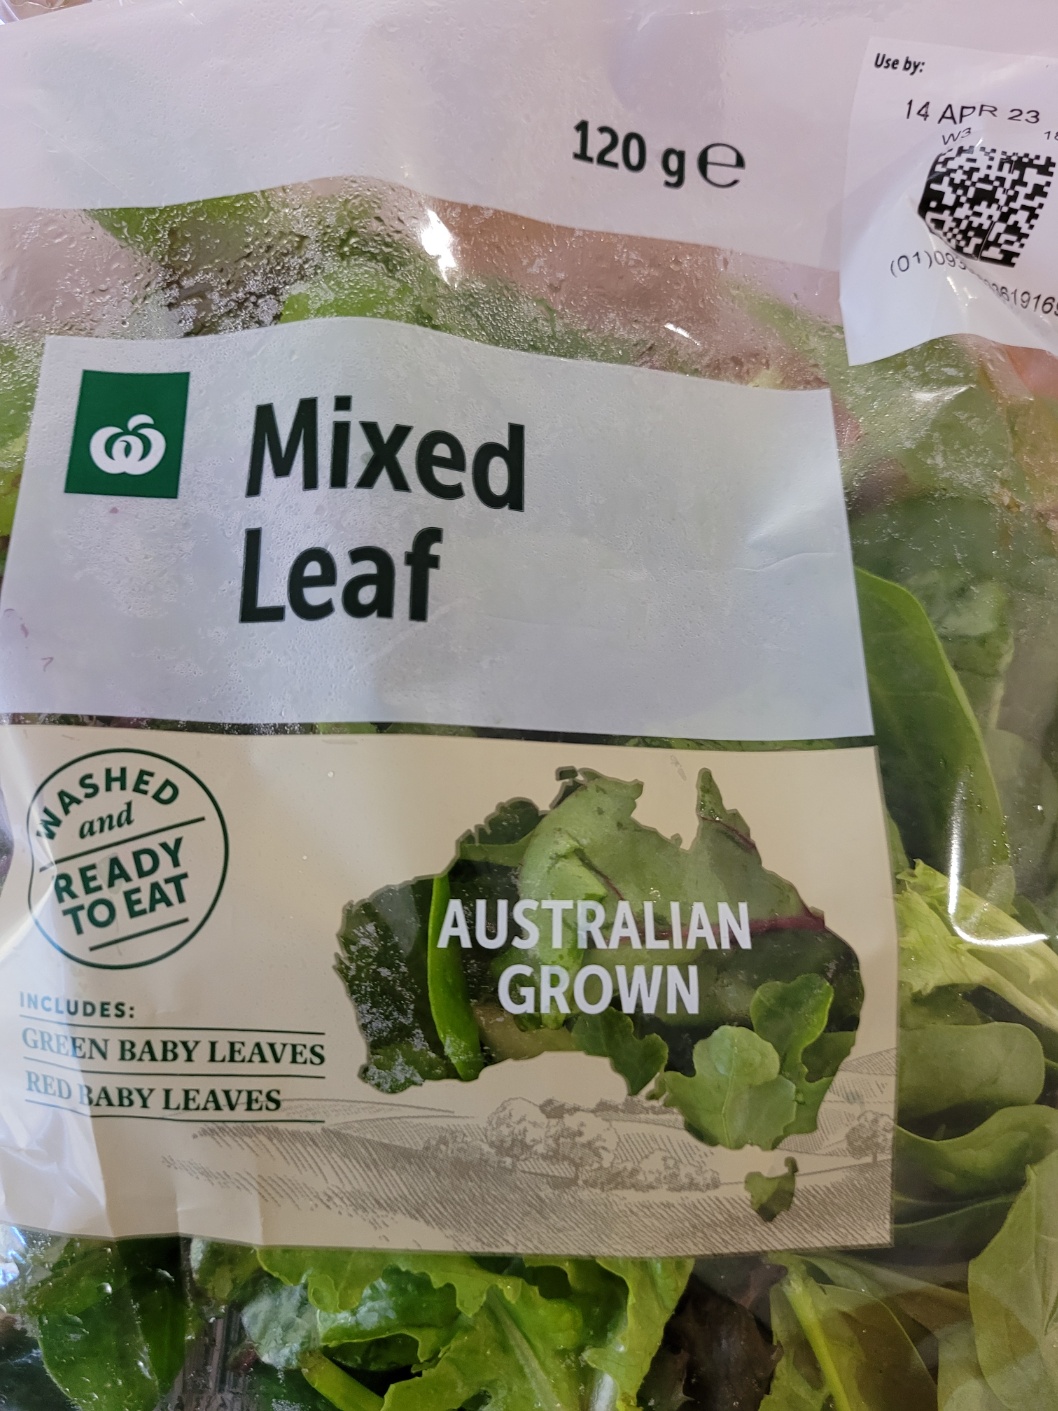 Use by:
14 APR 23
W3
120 g e
Mixed
Leaf
WASHED
and
READY
TO EAT
AUSTRALIAN
GROWN
INCLUDES:
GREEN BABY LEAVES
RED BABY LEAVES